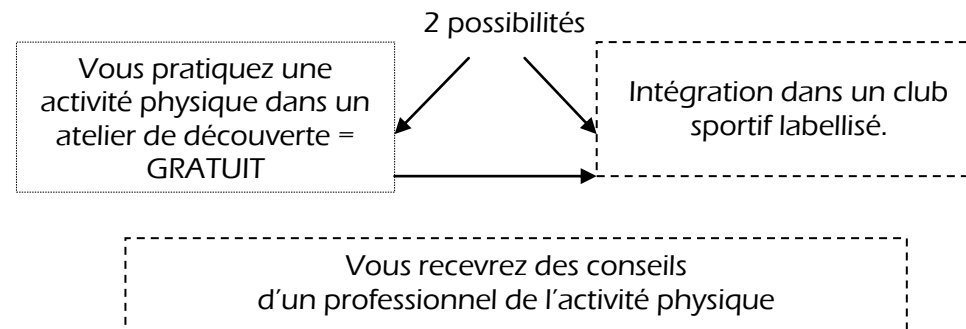 2 possibilités
Vous pratiquez une
activité physique dans un
atelier de découverte =
GRATUIT
Intégration dans un club
sportif labellisé.
Vous recevrez des conseils
d'un professionnel de l'activité physique